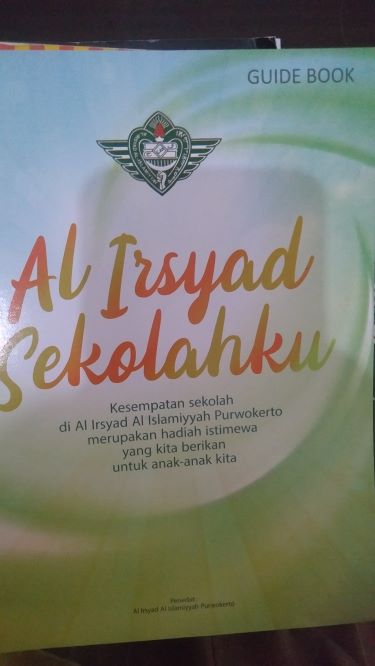 GUIDE BOOK
Al Irsyad
Sekolahku
Kesempatan sekolah
di Al Irsyad Al Islamiyyah Purwokerto
merupakan hadiah istimewa
yang kita berikan
untuk anak-anak kita
Al Irsyad Al Islamiyyah Purwokerto